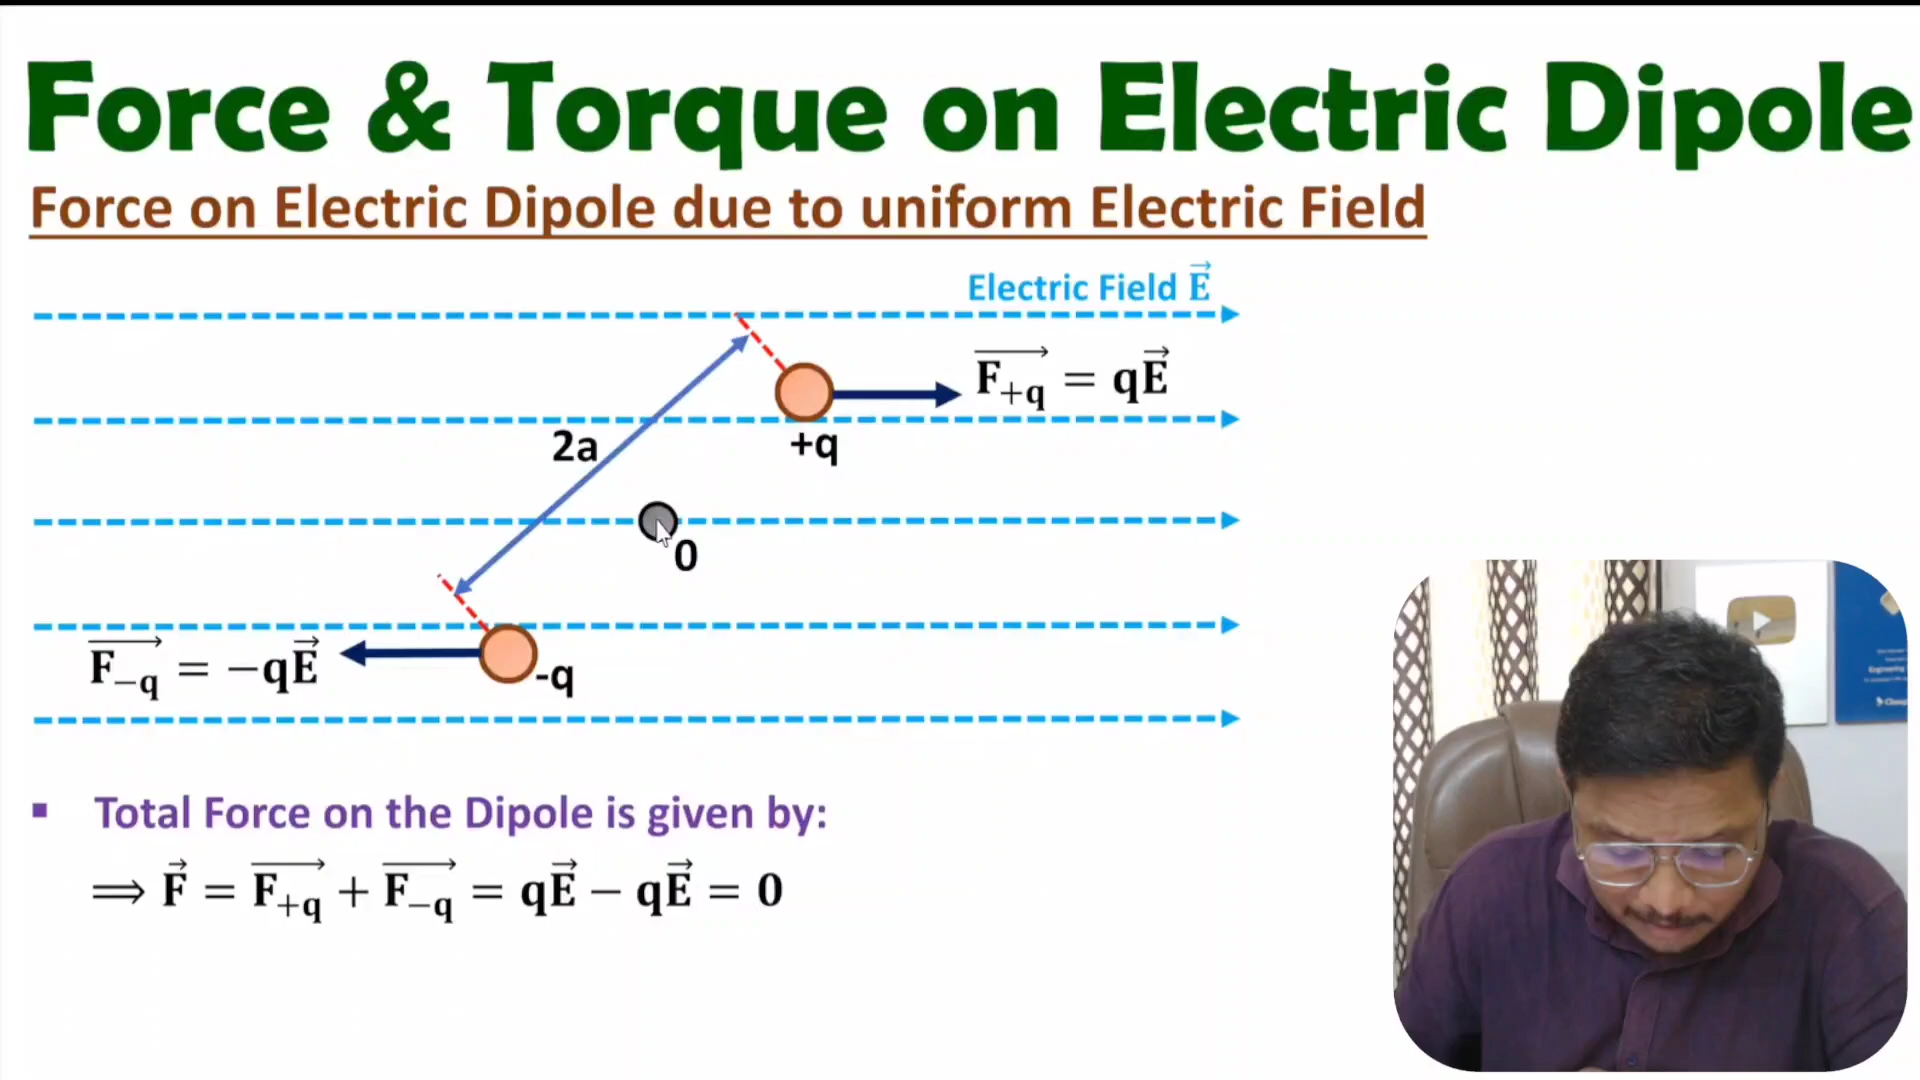 Force & Torque on Electric Dipole
Force on Electric Dipole due to uniform Electric Field
Electric Field E⃗
F₊q⃗ = qE⃗
2a
+q
0
F₋q⃗ = −qE⃗
-q
▪ Total Force on the Dipole is given by:
⟹ F⃗ = F₊q⃗ + F₋q⃗ = qE⃗ − qE⃗ = 0